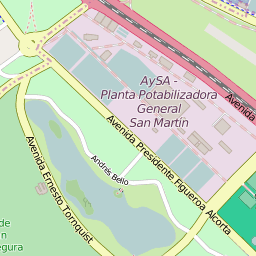 AySA -
Planta Potabilizadora
General
San Martín
Avenida
Avenida Presidente Figueroa Alcorta
Andrés Bello
Avenida Ernesto Tornquist
de
n
egura